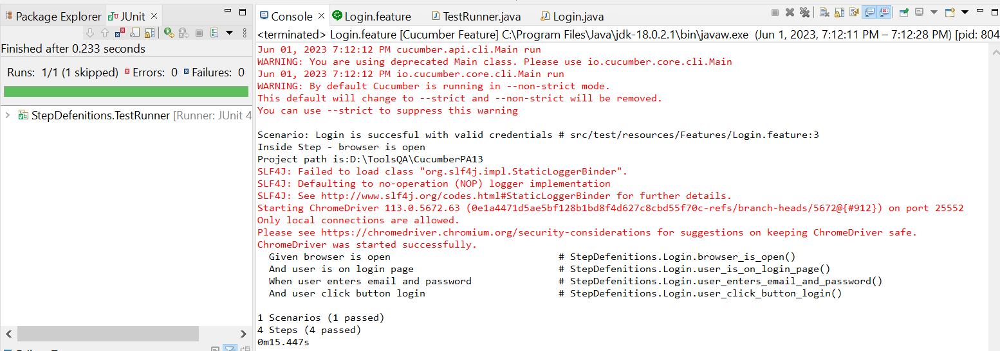 Package Explorer
JUnit
Finished after 0.233 seconds
Runs: 1/1 (1 skipped) Errors: 0 Failures: 0
StepDefenitions.TestRunner [Runner: JUnit 4
Console
Login.feature
TestRunner.java
Login.java
<terminated> Login.feature [Cucumber Feature] C:\Program Files\Java\jdk-18.0.2.1\bin\javaw.exe (Jun 1, 2023, 7:12:11 PM – 7:12:28 PM) [pid: 804
Jun 01, 2023 7:12:12 PM cucumber.api.cli.Main run
WARNING: You are using deprecated Main class. Please use io.cucumber.core.cli.Main
Jun 01, 2023 7:12:12 PM io.cucumber.core.cli.Main run
WARNING: By default Cucumber is running in --non-strict mode.
This default will change to --strict and --non-strict will be removed.
You can use --strict to suppress this warning
Scenario: Login is succesful with valid credentials # src/test/resources/Features/Login.feature:3
Inside Step - browser is open
Project path is:D:\ToolsQA\CucumberPA13
SLF4J: Failed to load class "org.slf4j.impl.StaticLoggerBinder".
SLF4J: Defaulting to no-operation (NOP) logger implementation
SLF4J: See http://www.slf4j.org/codes.html#StaticLoggerBinder for further details.
Starting ChromeDriver 113.0.5672.63 (0e1a4471d5ae5bf128b1bd8f4d627c8cbd55f70c-refs/branch-heads/5672@{#912}) on port 25552
Only local connections are allowed.
Please see https://chromedriver.chromium.org/security-considerations for suggestions on keeping ChromeDriver safe.
ChromeDriver was started successfully.
Given browser is open # StepDefenitions.Login.browser_is_open()
And user is on login page # StepDefenitions.Login.user_is_on_login_page()
When user enters email and password # StepDefenitions.Login.user_enters_email_and_password()
And user click button login # StepDefenitions.Login.user_click_button_login()
1 Scenarios (1 passed)
4 Steps (4 passed)
0m15.447s